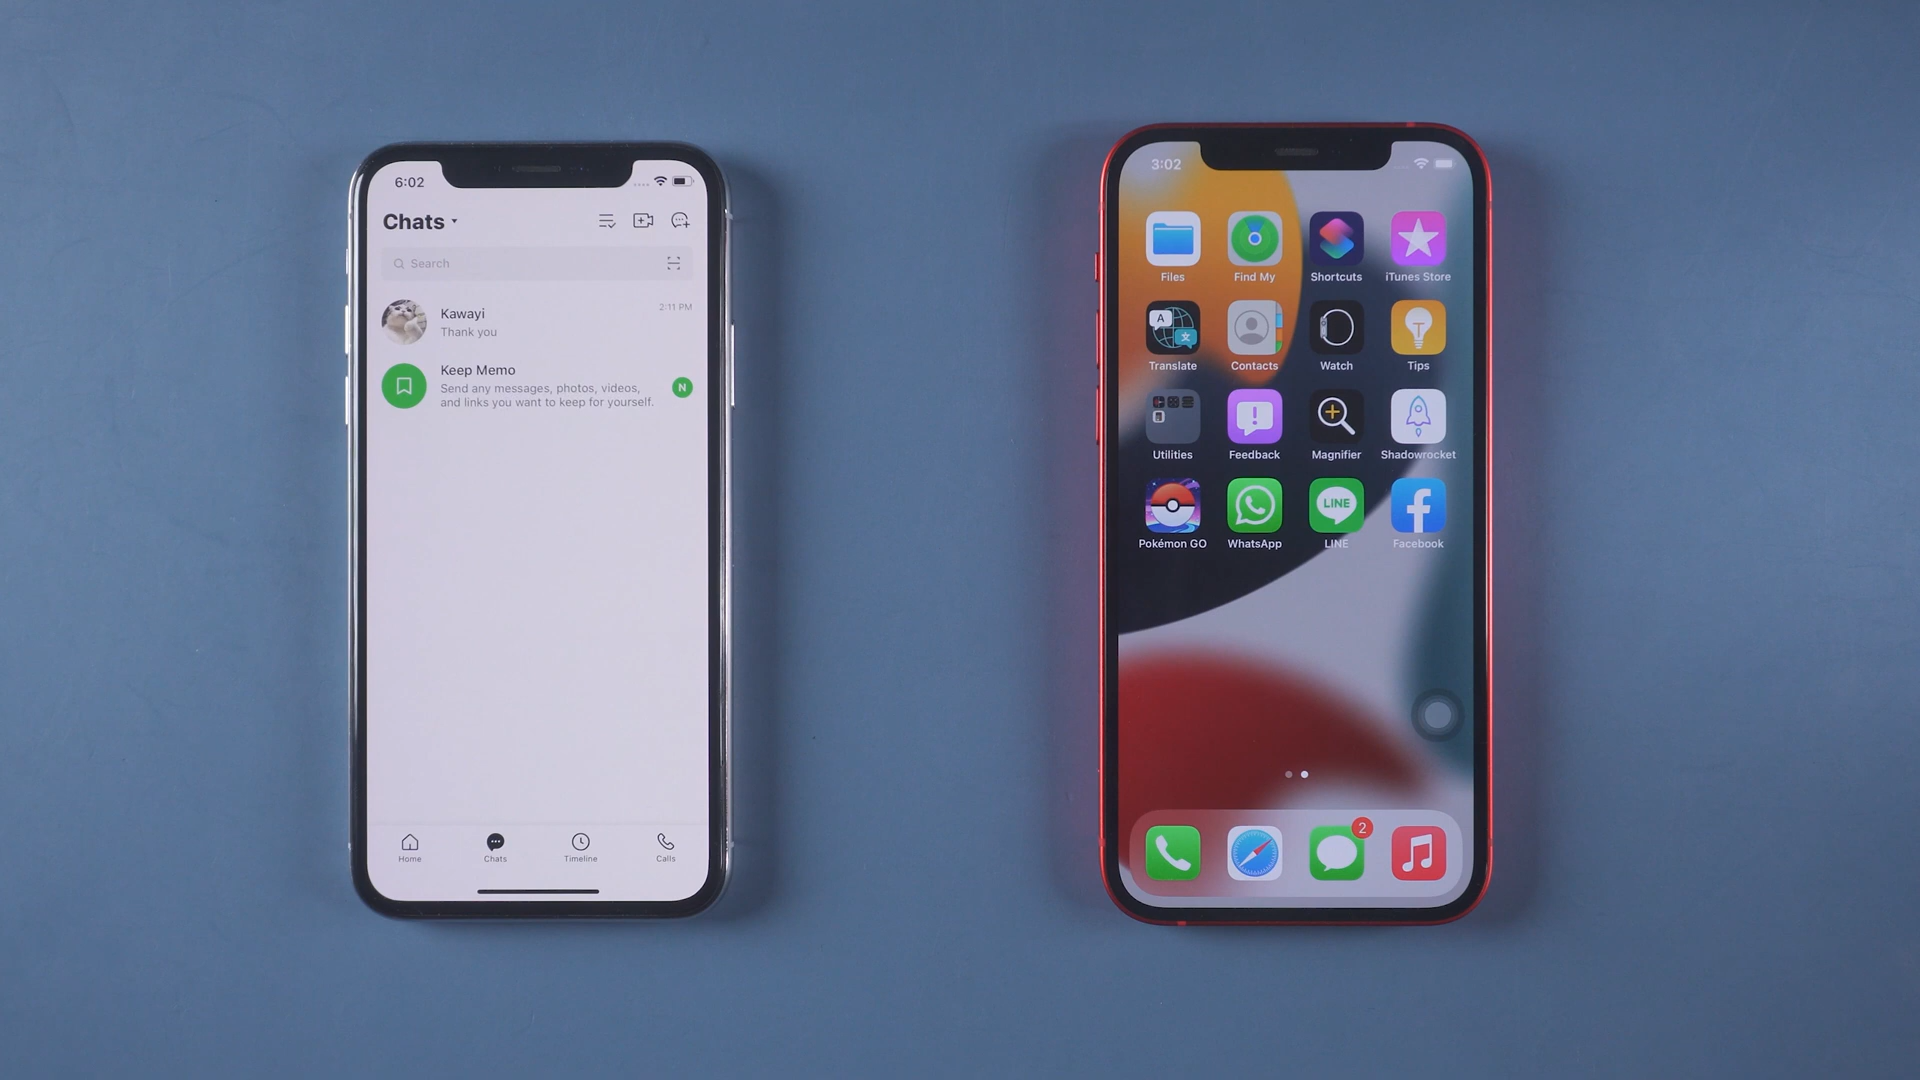 6:02
Chats
Search
Kawayi
2:11 PM
Thank you
Keep Memo
Send any messages, photos, videos,
and links you want to keep for yourself.
N
Home
Chats
Timeline
Calls
3:02
Files
Find My
Shortcuts
iTunes Store
A
文
Translate
Contacts
Watch
Tips
Utilities
Feedback
Magnifier
Shadowrocket
LINE
Pokémon GO
WhatsApp
LINE
Facebook
2